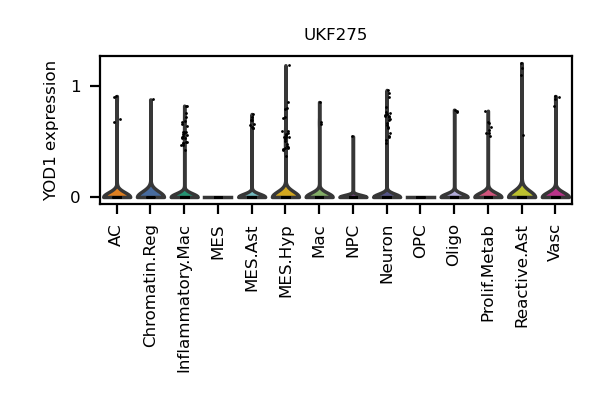 UKF275
YOD1 expression
1
0
AC
Chromatin.Reg
Inflammatory.Mac
MES
MES.Ast
MES.Hyp
Mac
NPC
Neuron
OPC
Oligo
Prolif.Metab
Reactive.Ast
Vasc